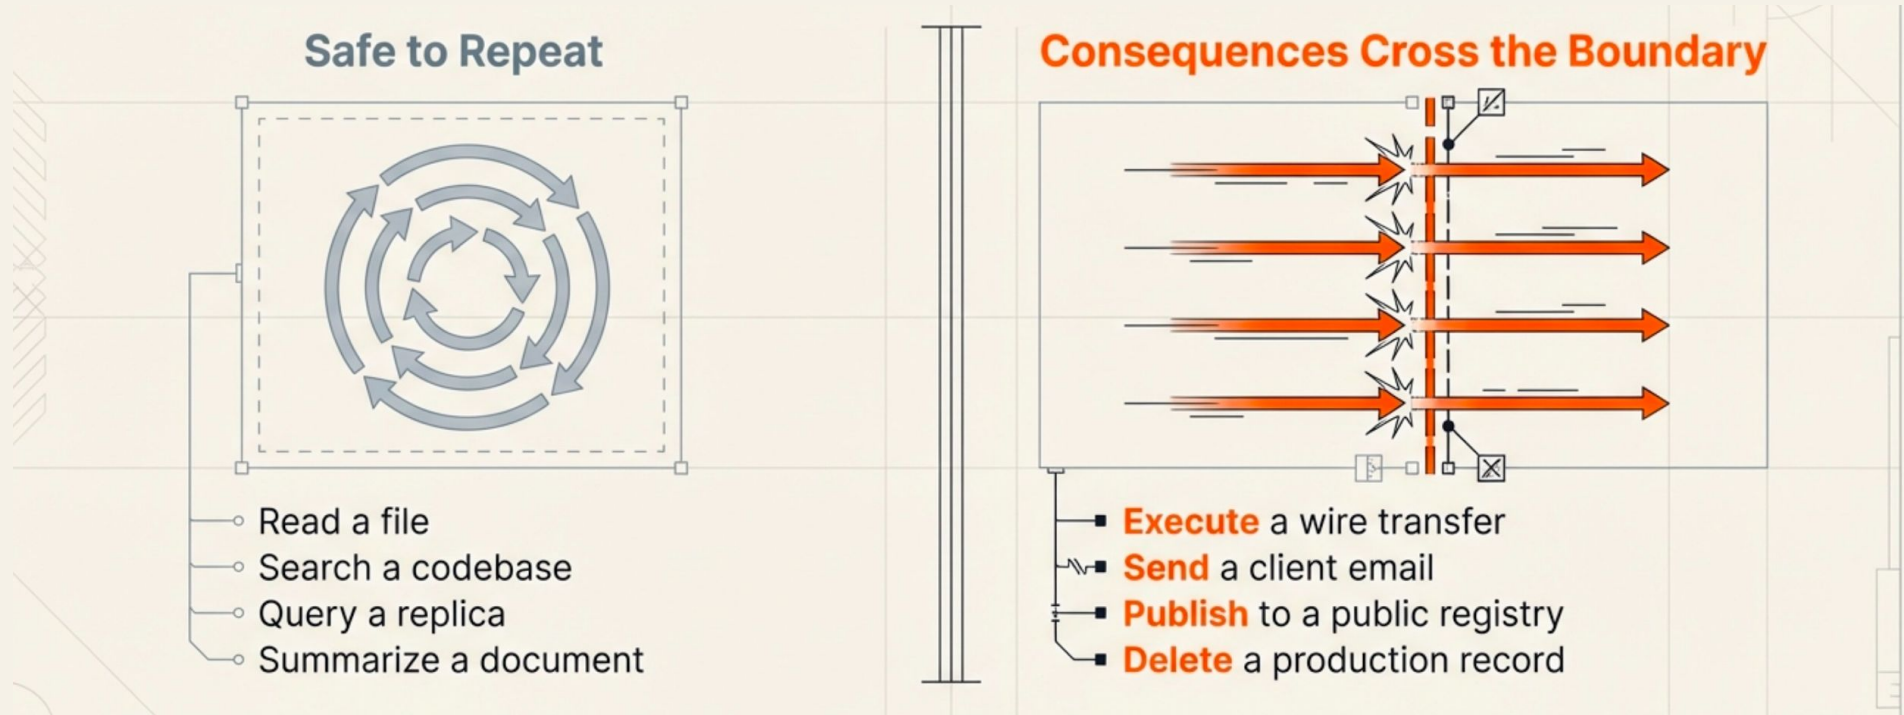 Safe to Repeat
Read a file
Search a codebase
Query a replica
Summarize a document
Consequences Cross the Boundary
Execute a wire transfer
Send a client email
Publish to a public registry
Delete a production record